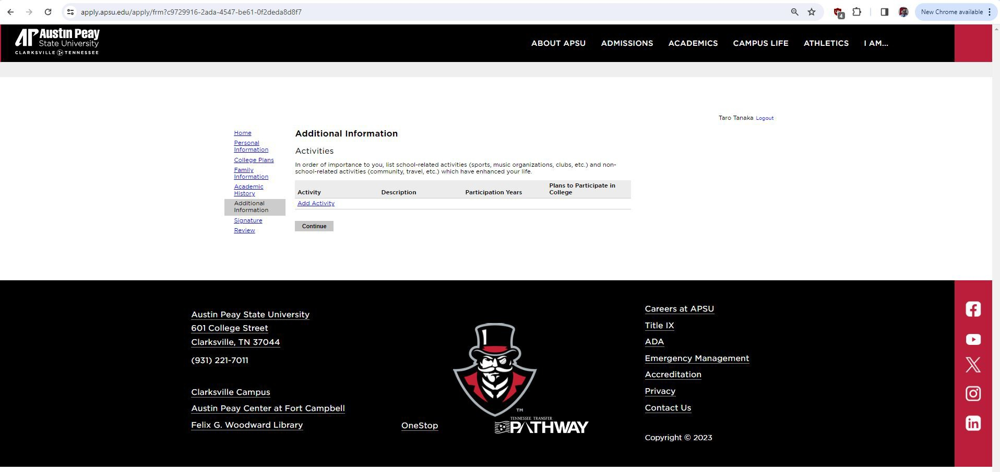 apply.apsu.edu/apply/frm?c9729916-2ada-4547-be61-0f2deda8d8f7
4
New Chrome available
AP Austin Peay
State University
CLARKSVILLE TENNESSEE
ABOUT APSU
ADMISSIONS
ACADEMICS
CAMPUS LIFE
ATHLETICS
I AM...
Taro Tanaka Logout
Home
Personal
Information
College Plans
Family
Information
Academic
History
Additional
Information
Signature
Review
Additional Information
Activities
In order of importance to you, list school-related activities (sports, music organizations, clubs, etc.) and non-
school-related activities (community, travel, etc.) which have enhanced your life.
Activity
Description
Participation Years
Plans to Participate in
College
Add Activity
Continue
Austin Peay State University
601 College Street
Clarksville, TN 37044
(931) 221-7011
Clarksville Campus
Austin Peay Center at Fort Campbell
Felix G. Woodward Library
OneStop
TM
TENNESSEE TRANSFER
PATHWAY
Careers at APSU
Title IX
ADA
Emergency Management
Accreditation
Privacy
Contact Us
Copyright © 2023